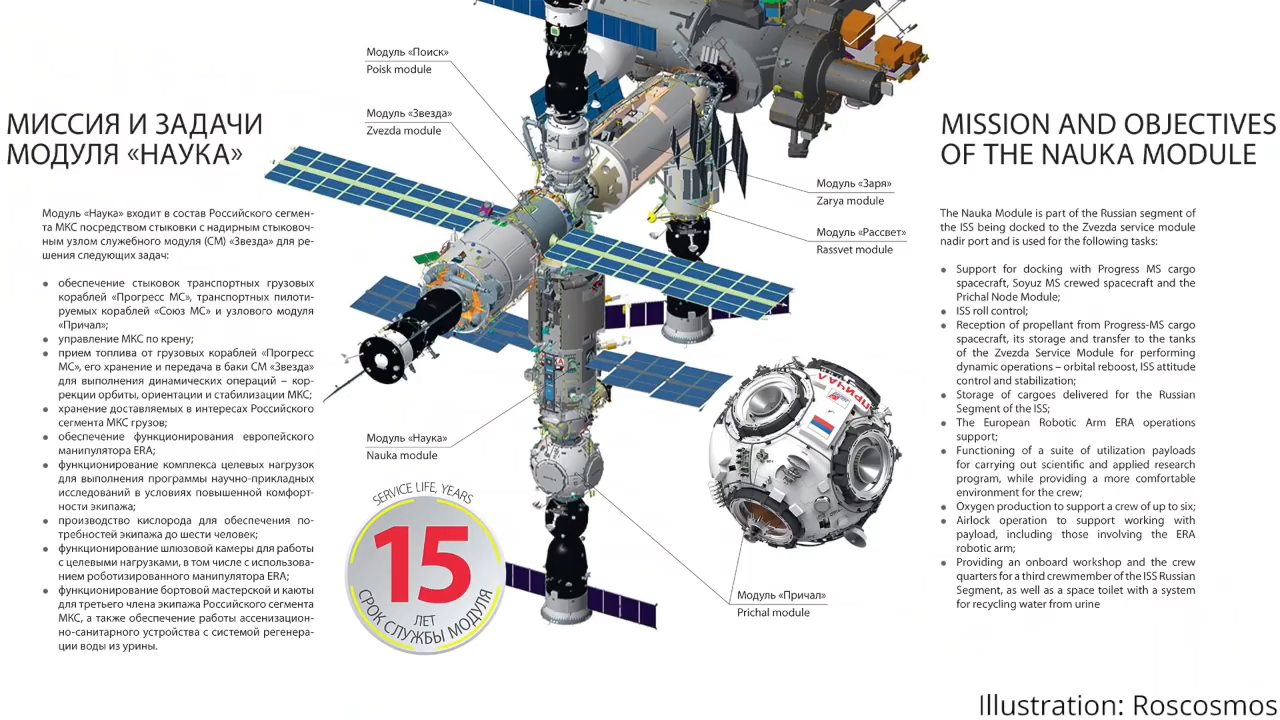 МИССИЯ И ЗАДАЧИ
МОДУЛЯ «НАУКА»
Модуль «Наука» входит в состав Российского сегмен-
та МКС посредством стыковки с надирным стыковоч-
ным узлом служебного модуля (СМ) «Звезда» для ре-
шения следующих задач:
обеспечение стыковок транспортных грузовых
кораблей «Прогресс МС», транспортных пилоти-
руемых кораблей «Союз МС» и узлового модуля
«Причал»;
управление МКС по крену;
прием топлива от грузовых кораблей «Прогресс
МС», его хранение и передача в баки СМ «Звезда»
для выполнения динамических операций – кор-
рекции орбиты, ориентации и стабилизации МКС;
хранение доставляемых в интересах Российского
сегмента МКС грузов;
обеспечение функционирования европейского
манипулятора ERA;
функционирование комплекса целевых нагрузок
для выполнения программы научно-прикладных
исследований в условиях повышенной комфорт-
ности экипажа;
производство кислорода для обеспечения по-
требностей экипажа до шести человек;
функционирование шлюзовой камеры для работы
с целевыми нагрузками, в том числе с использова-
нием роботизированного манипулятора ERA;
функционирование бортовой мастерской и каюты
для третьего члена экипажа Российского сегмента
МКС, а также обеспечение работы ассенизацион-
но-санитарного устройства с системой регенера-
ции воды из урины.
Модуль «Поиск»
Poisk module
Модуль «Звезда»
Zvezda module
Модуль «Заря»
Zarya module
Модуль «Рассвет»
Rassvet module
Модуль «Наука»
Nauka module
ПРИЧАЛ
Модуль «Причал»
Prichal module
SERVICE LIFE, YEARS
15
ЛЕТ
СРОК СЛУЖБЫ МОДУЛЯ
MISSION AND OBJECTIVES
OF THE NAUKA MODULE
The Nauka Module is part of the Russian segment of
the ISS being docked to the Zvezda service module
nadir port and is used for the following tasks:
Support for docking with Progress MS cargo
spacecraft, Soyuz MS crewed spacecraft and the
Prichal Node Module;
ISS roll control;
Reception of propellant from Progress-MS cargo
spacecraft, its storage and transfer to the tanks
of the Zvezda Service Module for performing
dynamic operations – orbital reboost, ISS attitude
control and stabilization;
Storage of cargoes delivered for the Russian
Segment of the ISS;
The European Robotic Arm ERA operations
support;
Functioning of a suite of utilization payloads
for carrying out scientific and applied research
program, while providing a more comfortable
environment for the crew;
Oxygen production to support a crew of up to six;
Airlock operation to support working with
payload, including those involving the ERA
robotic arm;
Providing an onboard workshop and the crew
quarters for a third crewmember of the ISS Russian
Segment, as well as a space toilet with a system
for recycling water from urine
Illustration: Roscosmos